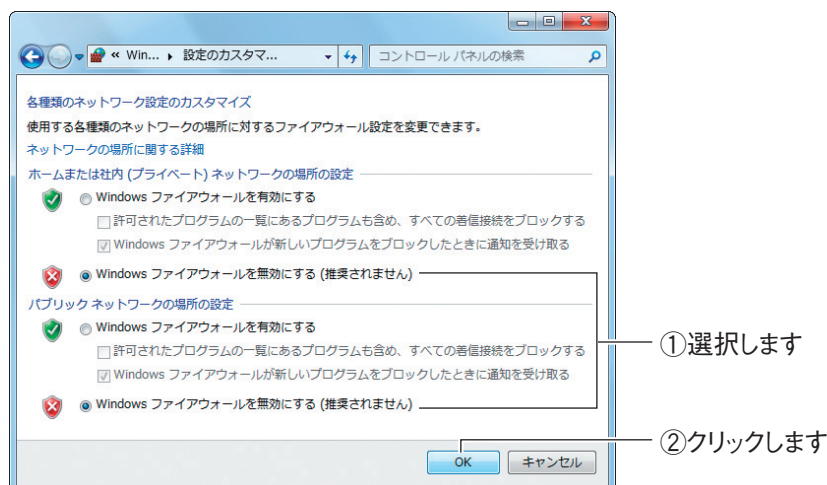 « Win... ▸ 設定のカスタマ...
コントロール パネルの検索
各種類のネットワーク設定のカスタマイズ
使用する各種類のネットワークの場所に対するファイアウォール設定を変更できます。
ネットワークの場所に関する詳細
ホームまたは社内 (プライベート) ネットワークの場所の設定
Windows ファイアウォールを有効にする
許可されたプログラムの一覧にあるプログラムも含め、すべての着信接続をブロックする
Windows ファイアウォールが新しいプログラムをブロックしたときに通知を受け取る
Windows ファイアウォールを無効にする (推奨されません)
パブリック ネットワークの場所の設定
Windows ファイアウォールを有効にする
許可されたプログラムの一覧にあるプログラムも含め、すべての着信接続をブロックする
Windows ファイアウォールが新しいプログラムをブロックしたときに通知を受け取る
Windows ファイアウォールを無効にする (推奨されません)
①選択します
②クリックします
OK
キャンセル